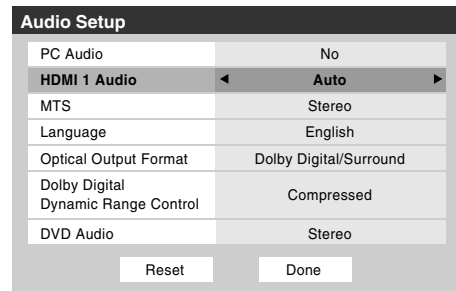 Audio Setup
PC Audio No
HDMI 1 Audio ◀ Auto ▶
MTS Stereo
Language English
Optical Output Format Dolby Digital/Surround
Dolby Digital
Dynamic Range Control Compressed
DVD Audio Stereo
Reset Done